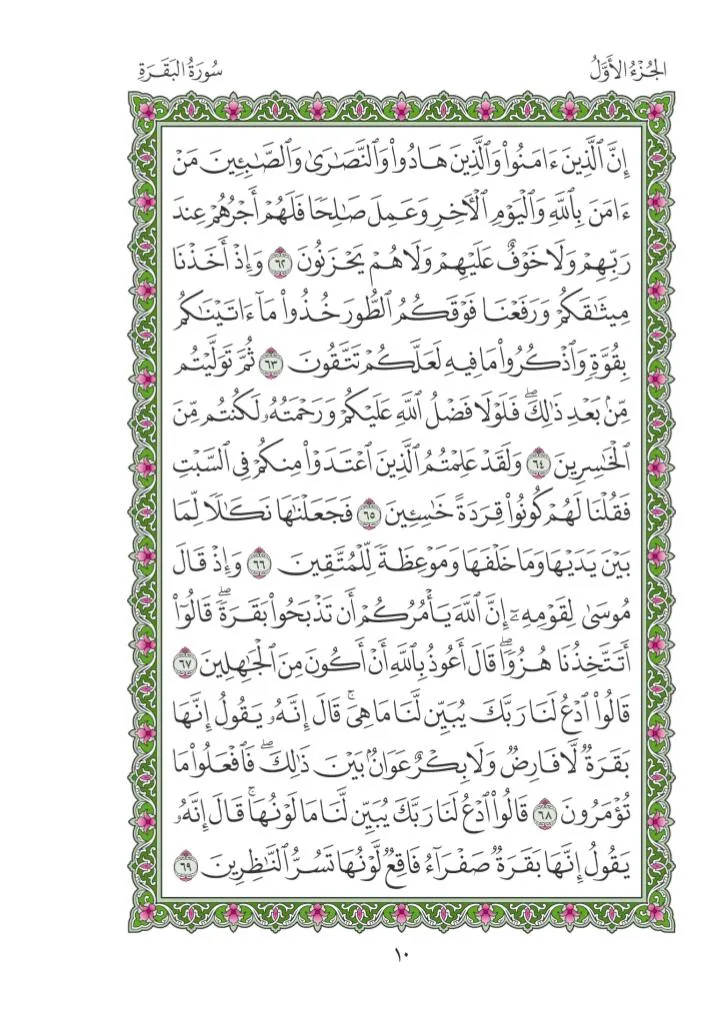 الجُزْءُ الأَوَّلُ
سُورَةُ البَقَرَةِ
إِنَّ ٱلَّذِينَ ءَامَنُوا۟ وَٱلَّذِينَ هَادُوا۟ وَٱلنَّصَٰرَىٰ وَٱلصَّٰبِـِٔينَ مَنْ
ءَامَنَ بِٱللَّهِ وَٱلْيَوْمِ ٱلْأَخِرِ وَعَمِلَ صَٰلِحًا فَلَهُمْ أَجْرُهُمْ عِندَ
رَبِّهِمْ وَلَا خَوْفٌ عَلَيْهِمْ وَلَا هُمْ يَحْزَنُونَ ٦٢ وَإِذْ أَخَذْنَا
مِيثَٰقَكُمْ وَرَفَعْنَا فَوْقَكُمُ ٱلطُّورَ خُذُوا۟ مَآ ءَاتَيْنَٰكُم
بِقُوَّةٍ وَٱذْكُرُوا۟ مَا فِيهِ لَعَلَّكُمْ تَتَّقُونَ ٦٣ ثُمَّ تَوَلَّيْتُم
مِّنۢ بَعْدِ ذَٰلِكَ ۖ فَلَوْلَا فَضْلُ ٱللَّهِ عَلَيْكُمْ وَرَحْمَتُهُۥ لَكُنتُم مِّنَ
ٱلْخَٰسِرِينَ ٦٤ وَلَقَدْ عَلِمْتُمُ ٱلَّذِينَ ٱعْتَدَوْا۟ مِنكُمْ فِى ٱلسَّبْتِ
فَقُلْنَا لَهُمْ كُونُوا۟ قِرَدَةً خَٰسِـِٔينَ ٦٥ فَجَعَلْنَٰهَا نَكَٰلًا لِّمَا
بَيْنَ يَدَيْهَا وَمَا خَلْفَهَا وَمَوْعِظَةً لِّلْمُتَّقِينَ ٦٦ وَإِذْ قَالَ
مُوسَىٰ لِقَوْمِهِۦٓ إِنَّ ٱللَّهَ يَأْمُرُكُمْ أَن تَذْبَحُوا۟ بَقَرَةً ۖ قَالُوٓا۟
أَتَتَّخِذُنَا هُزُوًا ۖ قَالَ أَعُوذُ بِٱللَّهِ أَنْ أَكُونَ مِنَ ٱلْجَٰهِلِينَ ٦٧
قَالُوا۟ ٱدْعُ لَنَا رَبَّكَ يُبَيِّن لَّنَا مَا هِىَ ۚ قَالَ إِنَّهُۥ يَقُولُ إِنَّهَا
بَقَرَةٌ لَّا فَارِضٌ وَلَا بِكْرٌ عَوَانٌۢ بَيْنَ ذَٰلِكَ ۖ فَٱفْعَلُوا۟ مَا
تُؤْمَرُونَ ٦٨ قَالُوا۟ ٱدْعُ لَنَا رَبَّكَ يُبَيِّن لَّنَا مَا لَوْنُهَا ۚ قَالَ إِنَّهُۥ
يَقُولُ إِنَّهَا بَقَرَةٌ صَفْرَآءُ فَاقِعٌ لَّوْنُهَا تَسُرُّ ٱلنَّٰظِرِينَ ٦٩
١٠